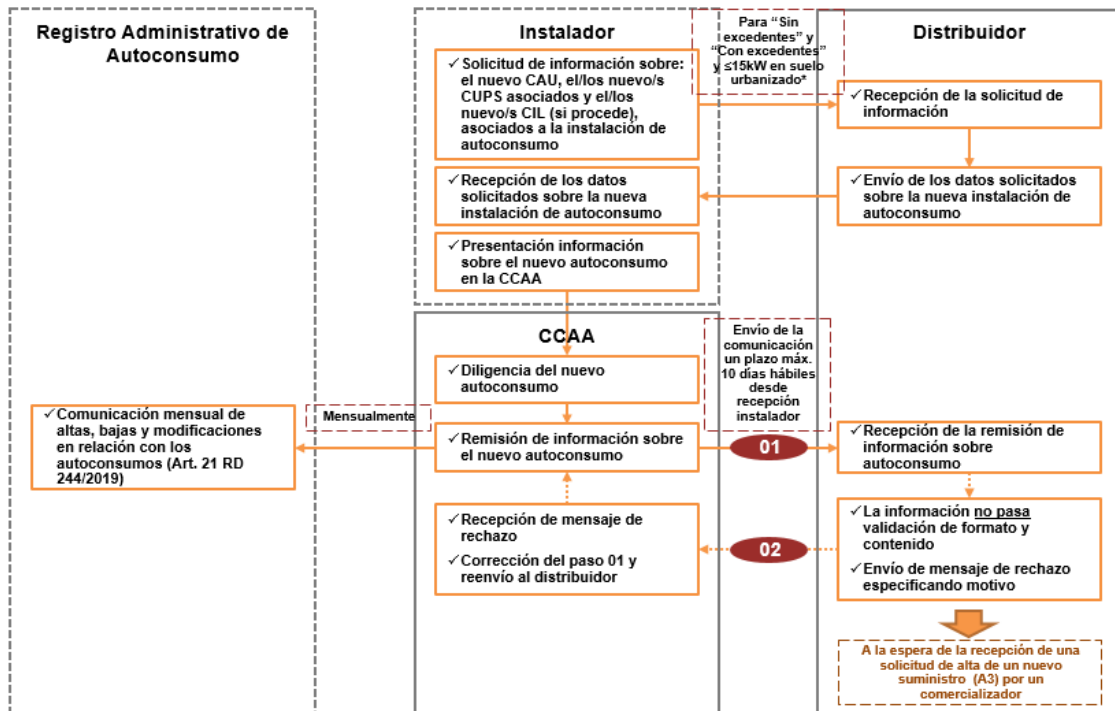 Registro Administrativo de
Autoconsumo
Instalador
Para “Sin
excedentes” y
“Con excedentes”
y ≤15kW en suelo
urbanizado*
Distribuidor
✓ Solicitud de información sobre:
el nuevo CAU, el/los nuevo/s
CUPS asociados y el/los
nuevo/s CIL (si procede),
asociados a la instalación de
autoconsumo
✓ Recepción de la solicitud de
información
✓ Recepción de los datos
solicitados sobre la nueva
instalación de autoconsumo
✓ Envío de los datos solicitados
sobre la nueva instalación de
autoconsumo
✓ Presentación información
sobre el nuevo autoconsumo
en la CCAA
CCAA
Envío de la
comunicación
un plazo máx.
10 días hábiles
desde
recepción
instalador
✓ Diligencia del nuevo
autoconsumo
✓ Comunicación mensual de
altas, bajas y modificaciones
en relación con los
autoconsumos (Art. 21 RD
244/2019)
Mensualmente
✓ Remisión de información sobre
el nuevo autoconsumo
01
✓ Recepción de la remisión de
información sobre
autoconsumo
✓ Recepción de mensaje de
rechazo
✓ Corrección del paso 01 y
reenvío al distribuidor
02
✓ La información no pasa
validación de formato y
contenido
✓ Envío de mensaje de rechazo
especificando motivo
A la espera de la recepción de una
solicitud de alta de un nuevo
suministro (A3) por un
comercializador